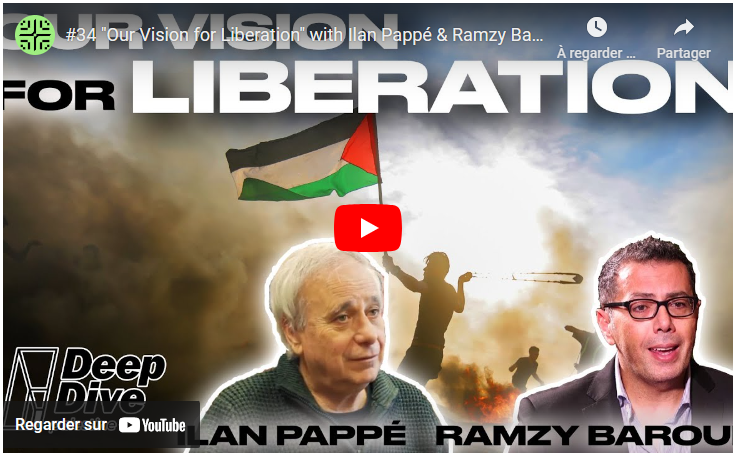 OUR VISION
#34 "Our Vision for Liberation" with Ilan Pappé & Ramzy Ba...
À regarder ...
Partager
FOR LIBERATION
Deep
Dive
Regarder sur YouTube
ILAN PAPPÉ
RAMZY BAROU